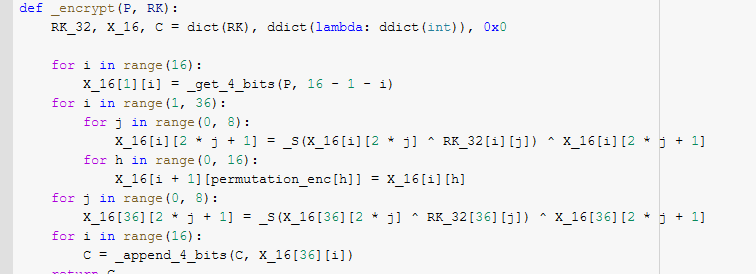 def _encrypt(P, RK):
    RK_32, X_16, C = dict(RK), ddict(lambda: ddict(int)), 0x0

    for i in range(16):
        X_16[1][i] = _get_4_bits(P, 16 - 1 - i)
    for i in range(1, 36):
        for j in range(0, 8):
            X_16[i][2 * j + 1] = _S(X_16[i][2 * j] ^ RK_32[i][j]) ^ X_16[i][2 * j + 1]
        for h in range(0, 16):
            X_16[i + 1][permutation_enc[h]] = X_16[i][h]
    for j in range(0, 8):
        X_16[36][2 * j + 1] = _S(X_16[36][2 * j] ^ RK_32[36][j]) ^ X_16[36][2 * j + 1]
    for i in range(16):
        C = _append_4_bits(C, X_16[36][i])
    return C